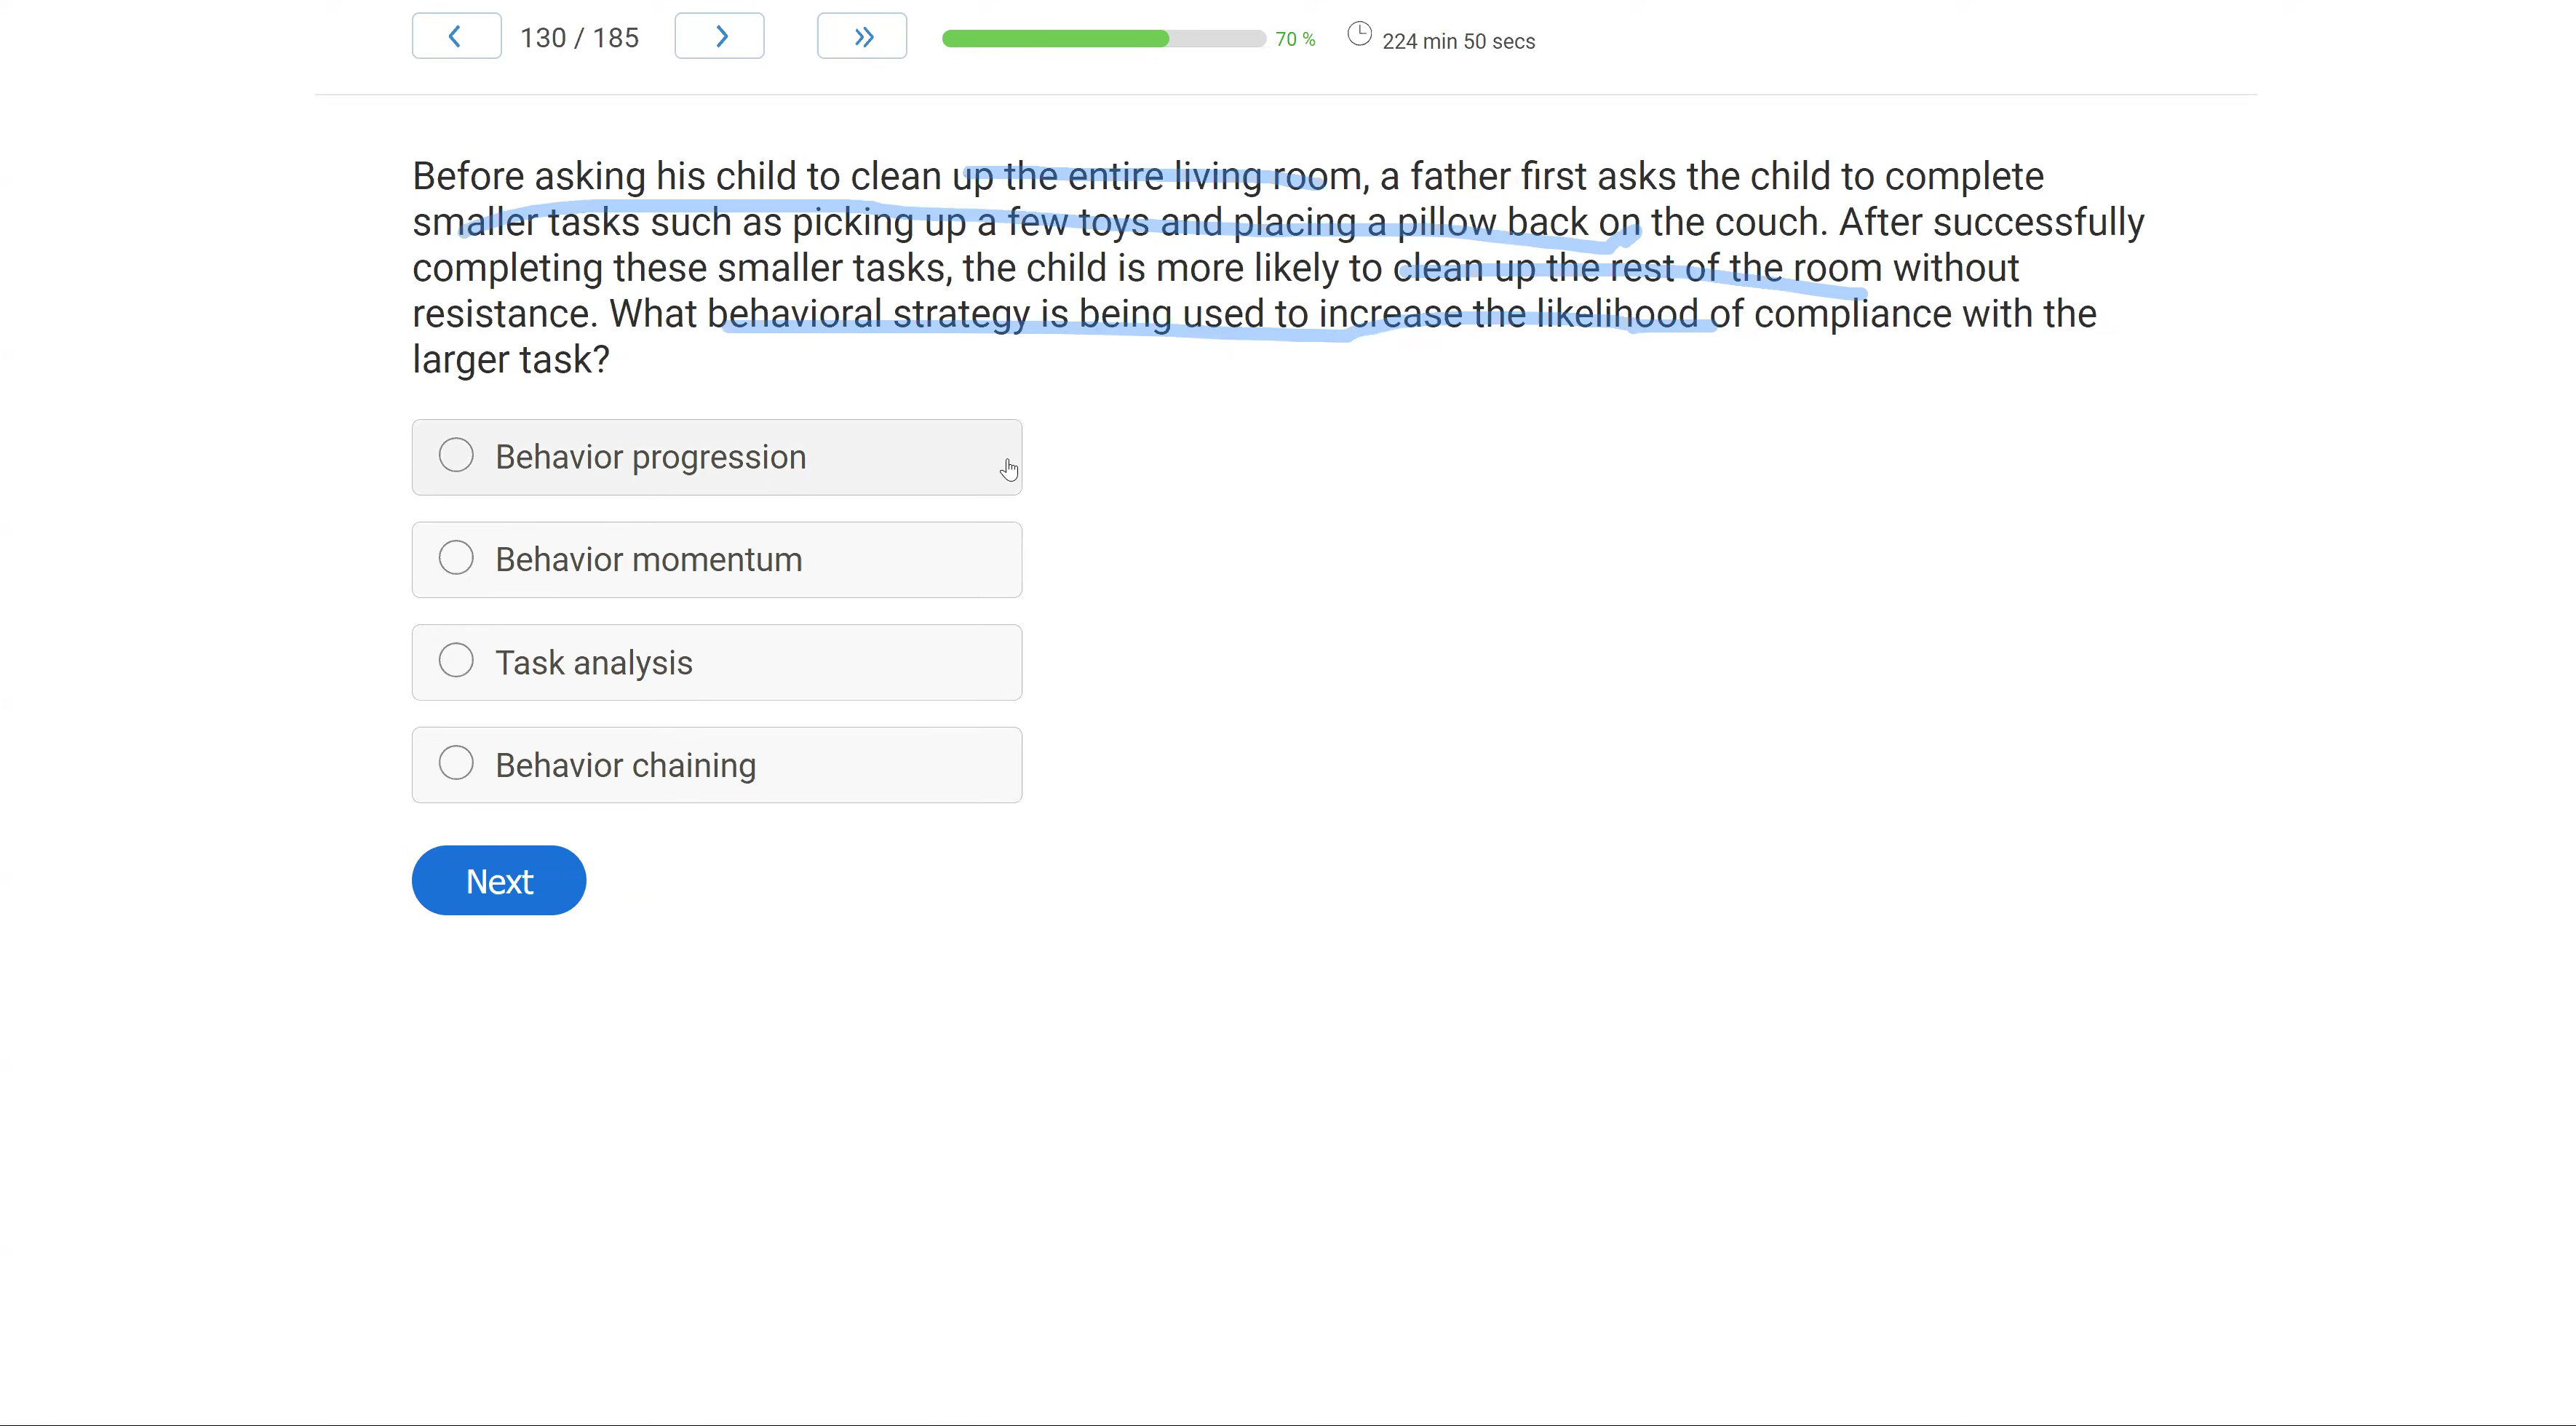 130 / 185
70 %
224 min 50 secs
Before asking his child to clean up the entire living room, a father first asks the child to complete
smaller tasks such as picking up a few toys and placing a pillow back on the couch. After successfully
completing these smaller tasks, the child is more likely to clean up the rest of the room without
resistance. What behavioral strategy is being used to increase the likelihood of compliance with the
larger task?
Behavior progression
Behavior momentum
Task analysis
Behavior chaining
Next